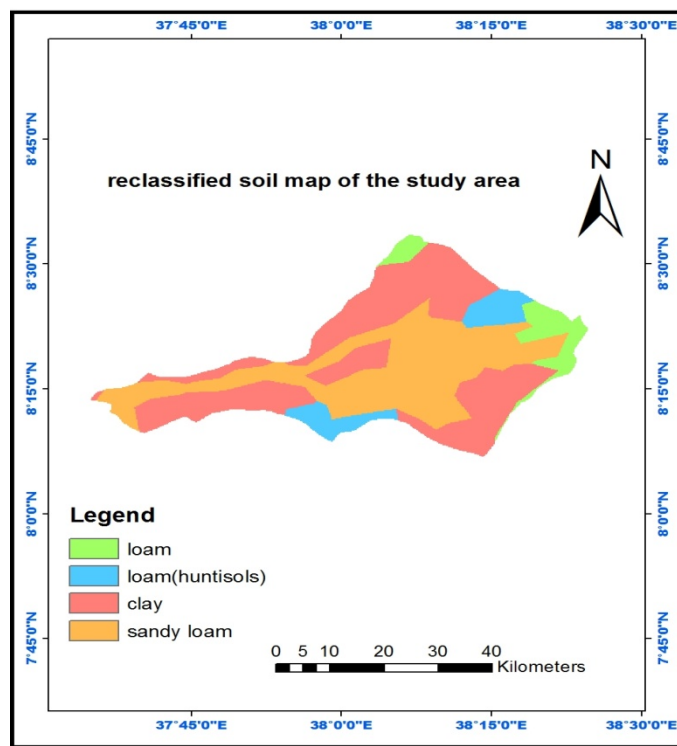 37°45'0"E 38°0'0"E 38°15'0"E 38°30'0"E
8°45'0"N 8°45'0"N
N
reclassified soil map of the study area
8°30'0"N 8°30'0"N
8°15'0"N 8°15'0"N
8°0'0"N 8°0'0"N
Legend
loam
loam(huntisols)
clay
sandy loam
7°45'0"N 7°45'0"N
0 5 10 20 30 40
Kilometers
37°45'0"E 38°0'0"E 38°15'0"E 38°30'0"E